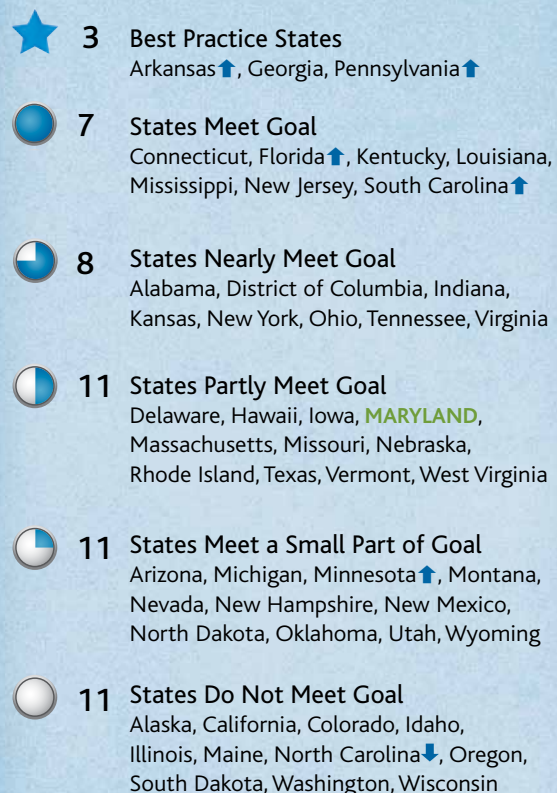 3 Best Practice States
Arkansas⬆, Georgia, Pennsylvania⬆
7 States Meet Goal
Connecticut, Florida⬆, Kentucky, Louisiana,
Mississippi, New Jersey, South Carolina⬆
8 States Nearly Meet Goal
Alabama, District of Columbia, Indiana,
Kansas, New York, Ohio, Tennessee, Virginia
11 States Partly Meet Goal
Delaware, Hawaii, Iowa, MARYLAND,
Massachusetts, Missouri, Nebraska,
Rhode Island, Texas, Vermont, West Virginia
11 States Meet a Small Part of Goal
Arizona, Michigan, Minnesota⬆, Montana,
Nevada, New Hampshire, New Mexico,
North Dakota, Oklahoma, Utah, Wyoming
11 States Do Not Meet Goal
Alaska, California, Colorado, Idaho,
Illinois, Maine, North Carolina⬇, Oregon,
South Dakota, Washington, Wisconsin